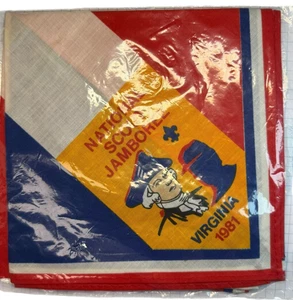 NATIONAL
SCOUT
JAMBOREE
VIRGINIA
1981